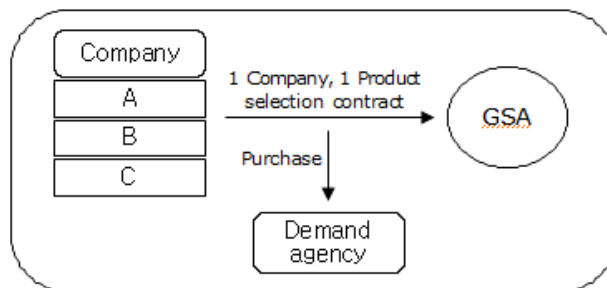 Company
A
B
C
1 Company, 1 Product
selection contract
GSA
Purchase
Demand
agency